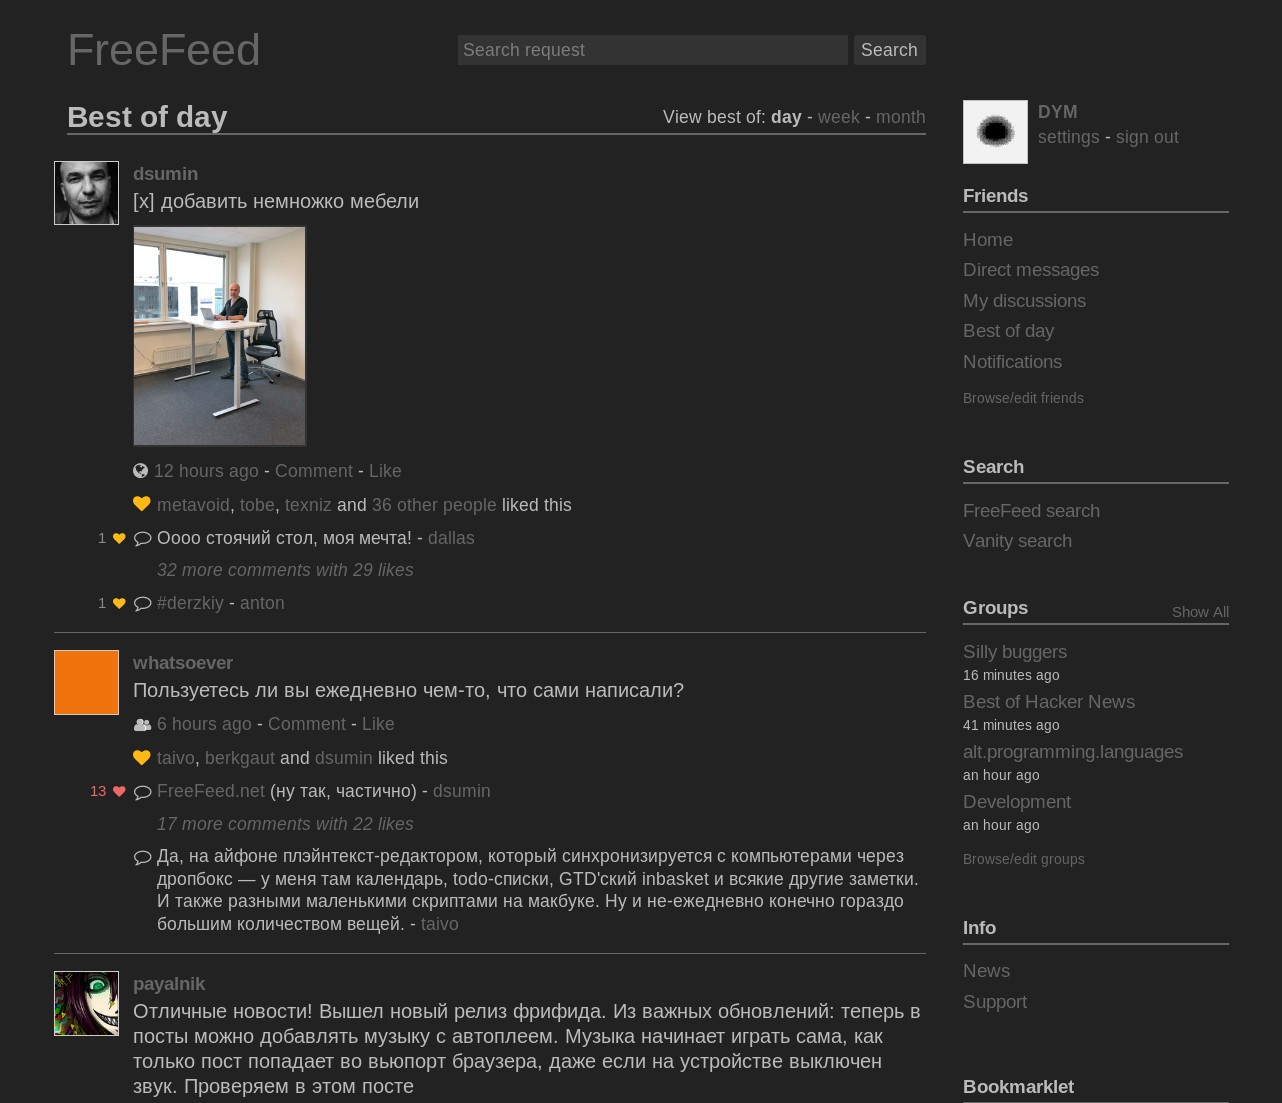 FreeFeed
Search request
Search
Best of day
View best of: day - week - month
dsumin
[x] добавить немножко мебели
12 hours ago - Comment - Like
metavoid, tobe, texniz and 36 other people liked this
1 Оооо стоячий стол, моя мечта! - dallas
32 more comments with 29 likes
1 #derzkiy - anton
whatsoever
Пользуетесь ли вы ежедневно чем-то, что сами написали?
6 hours ago - Comment - Like
taivo, berkgaut and dsumin liked this
13 FreeFeed.net (ну так, частично) - dsumin
17 more comments with 22 likes
Да, на айфоне плэйнтекст-редактором, который синхронизируется с компьютерами через
дропбокс — у меня там календарь, todo-списки, GTD'ский inbasket и всякие другие заметки.
И также разными маленькими скриптами на макбуке. Ну и не-ежедневно конечно гораздо
большим количеством вещей. - taivo
payalnik
Отличные новости! Вышел новый релиз фрифида. Из важных обновлений: теперь в
посты можно добавлять музыку с автоплеем. Музыка начинает играть сама, как
только пост попадает во вьюпорт браузера, даже если на устройстве выключен
звук. Проверяем в этом посте
DYM
settings - sign out
Friends
Home
Direct messages
My discussions
Best of day
Notifications
Browse/edit friends
Search
FreeFeed search
Vanity search
Groups
Show All
Silly buggers
16 minutes ago
Best of Hacker News
41 minutes ago
alt.programming.languages
an hour ago
Development
an hour ago
Browse/edit groups
Info
News
Support
Bookmarklet